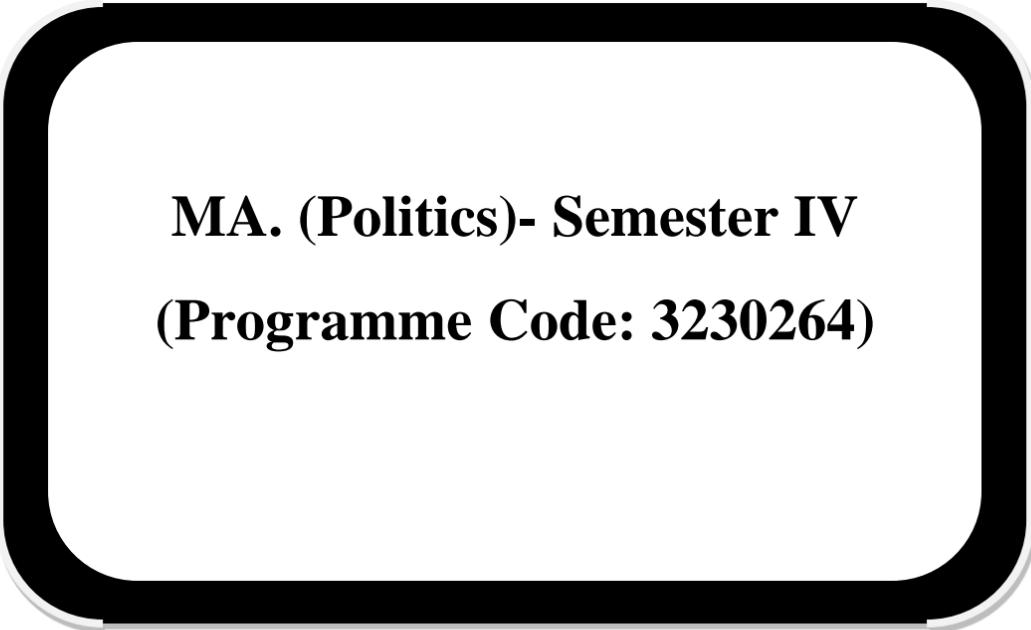 MA. (Politics)- Semester IV
(Programme Code: 3230264)